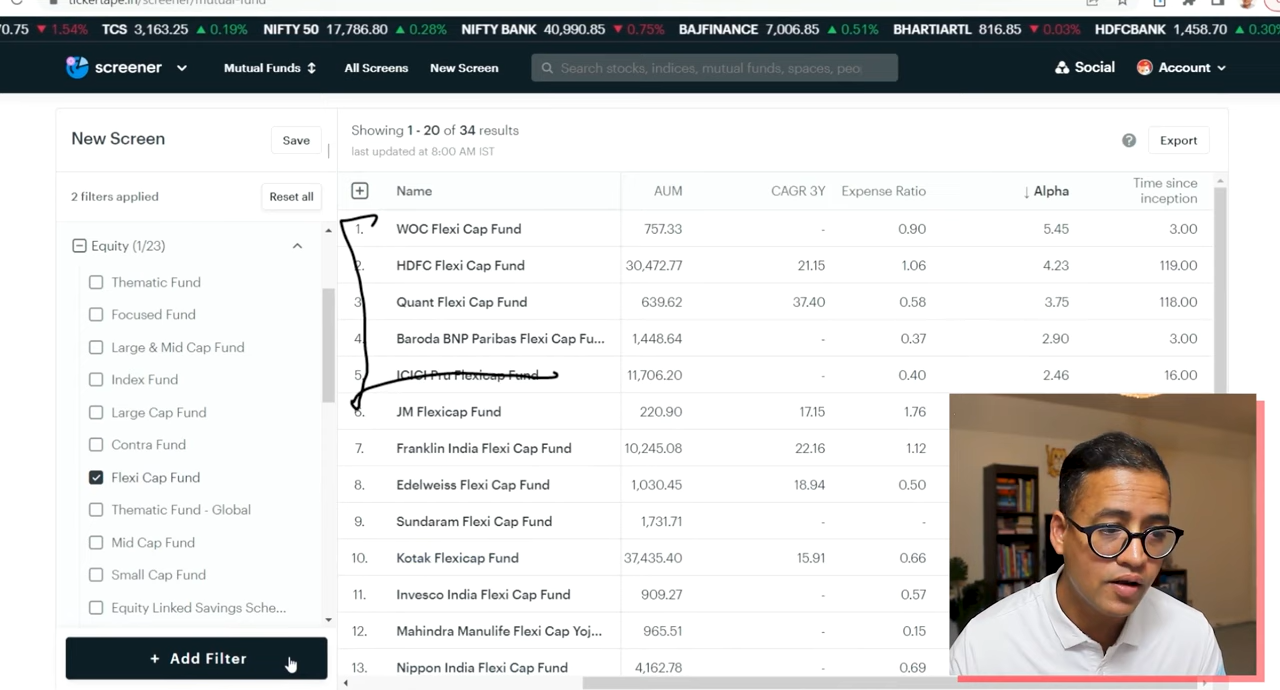 tickertape.in/screener/mutual-fund
0.75 ▼ 1.54% TCS 3,163.25 ▲ 0.19% NIFTY 50 17,786.80 ▲ 0.28% NIFTY BANK 40,990.85 ▼ 0.75% BAJFINANCE 7,006.85 ▲ 0.51% BHARTIARTL 816.85 ▼ 0.03% HDFCBANK 1,458.70 ▲ 0.30%
screener Mutual Funds All Screens New Screen Search stocks, indices, mutual funds, spaces, peo Social Account
New Screen Save
Showing 1 - 20 of 34 results
last updated at 8:00 AM IST
? Export
2 filters applied Reset all
Equity (1/23)
Thematic Fund
Focused Fund
Large & Mid Cap Fund
Index Fund
Large Cap Fund
Contra Fund
Flexi Cap Fund
Thematic Fund - Global
Mid Cap Fund
Small Cap Fund
Equity Linked Savings Sche...
+ Add Filter
Name AUM CAGR 3Y Expense Ratio ↓ Alpha Time since inception
1. WOC Flexi Cap Fund 757.33 - 0.90 5.45 3.00
2. HDFC Flexi Cap Fund 30,472.77 21.15 1.06 4.23 119.00
3. Quant Flexi Cap Fund 639.62 37.40 0.58 3.75 118.00
4. Baroda BNP Paribas Flexi Cap Fu... 1,448.64 - 0.37 2.90 3.00
5. ICICI Pru Flexicap Fund 11,706.20 - 0.40 2.46 16.00
6. JM Flexicap Fund 220.90 17.15 1.76
7. Franklin India Flexi Cap Fund 10,245.08 22.16 1.12
8. Edelweiss Flexi Cap Fund 1,030.45 18.94 0.50
9. Sundaram Flexi Cap Fund 1,731.71 - -
10. Kotak Flexicap Fund 37,435.40 15.91 0.66
11. Invesco India Flexi Cap Fund 909.27 - 0.57
12. Mahindra Manulife Flexi Cap Yoj... 965.51 - 0.15
13. Nippon India Flexi Cap Fund 4,162.78 - 0.69